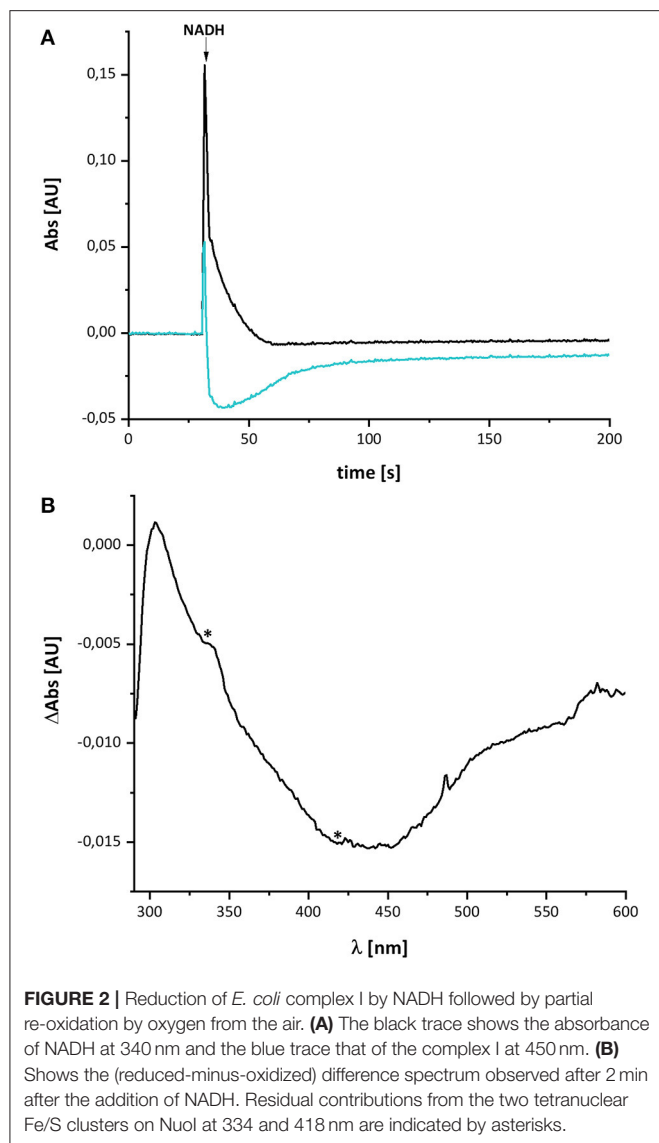 A
NADH
0,15
0,10
0,05
0,00
-0,05
Abs [AU]
0 50 100 150 200
time [s]
B
0,000
-0,005
-0,010
-0,015
ΔAbs [AU]
*
*
300 350 400 450 500 550 600
λ [nm]
FIGURE 2 | Reduction of E. coli complex I by NADH followed by partial
re-oxidation by oxygen from the air. (A) The black trace shows the absorbance
of NADH at 340 nm and the blue trace that of the complex I at 450 nm. (B)
Shows the (reduced-minus-oxidized) difference spectrum observed after 2 min
after the addition of NADH. Residual contributions from the two tetranuclear
Fe/S clusters on NuoI at 334 and 418 nm are indicated by asterisks.